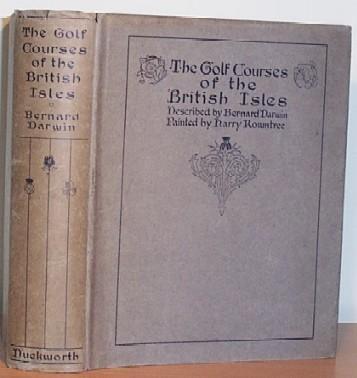 The Golf
Courses
of the
British
Isles
Bernard
Darwin
Duckworth
The Golf Courses
of the
British Isles
Described by Bernard Darwin
Painted by Harry Rountree